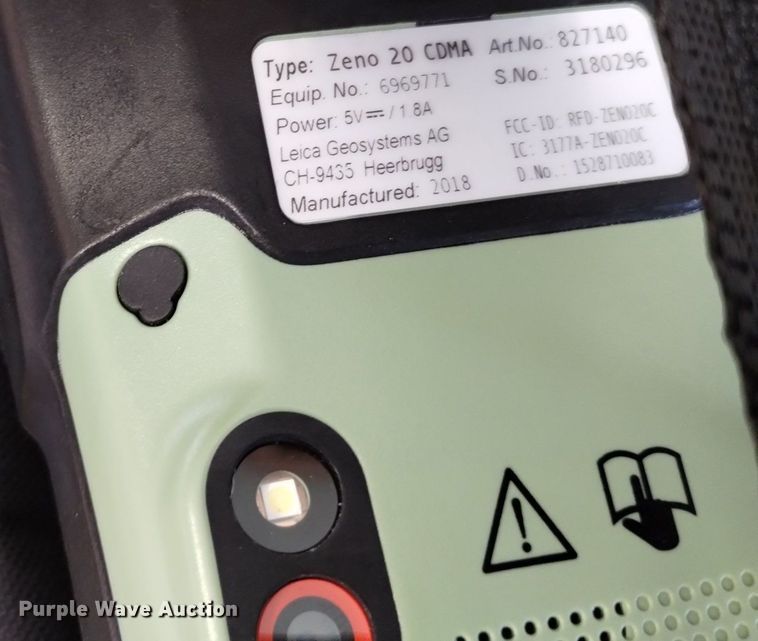 Type: Zeno 20 CDMA Art.No.: 827140
Equip. No.: 6969771 S.No.: 3180296
Power: 5V⎓/1.8A
Leica Geosystems AG FCC-ID: RFD-ZENO20C
CH-9435 Heerbrugg IC: 3177A-ZENO20C
Manufactured: 2018 D.No.: 1528710083
Purple Wave Auction